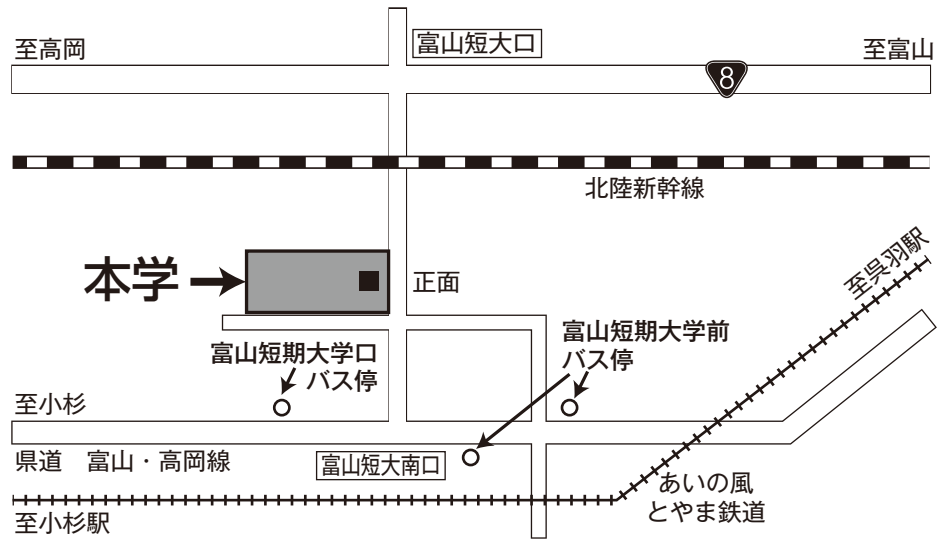 至高岡
富山短大口
至富山
8
北陸新幹線
本学
正面
至呉羽駅
富山短期大学口
バス停
富山短期大学前
バス停
至小杉
県道 富山・高岡線
富山短大南口
あいの風
とやま鉄道
至小杉駅